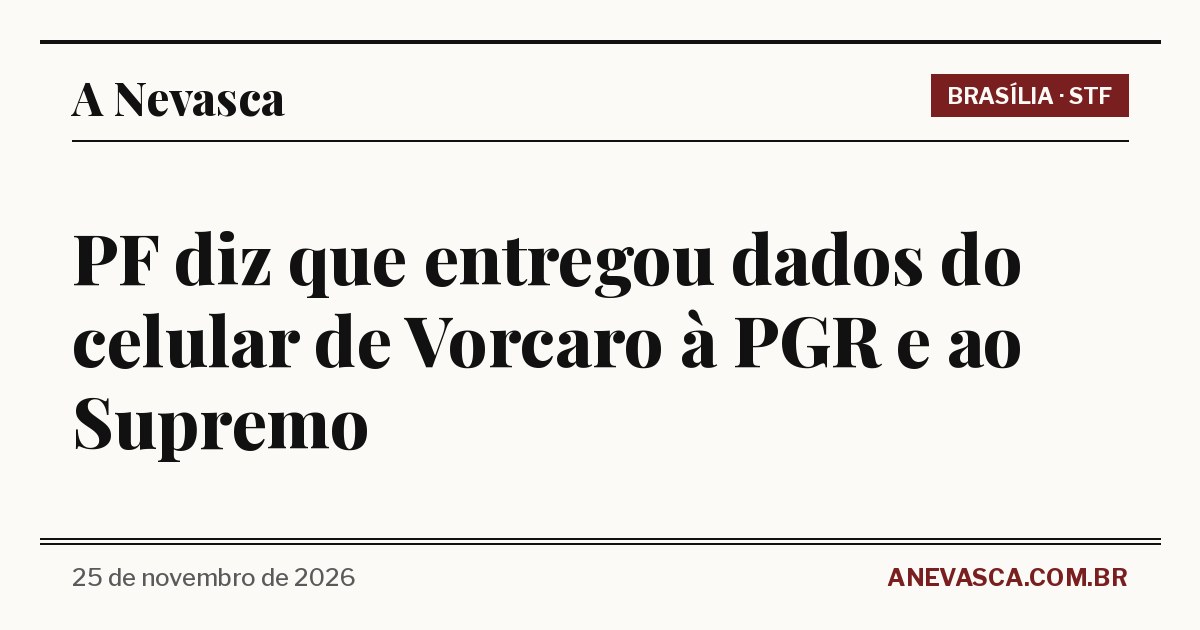 A Nevasca
BRASÍLIA · STF
PF diz que entregou dados do
celular de Vorcaro à PGR e ao
Supremo
25 de novembro de 2026
ANEVASCA.COM.BR